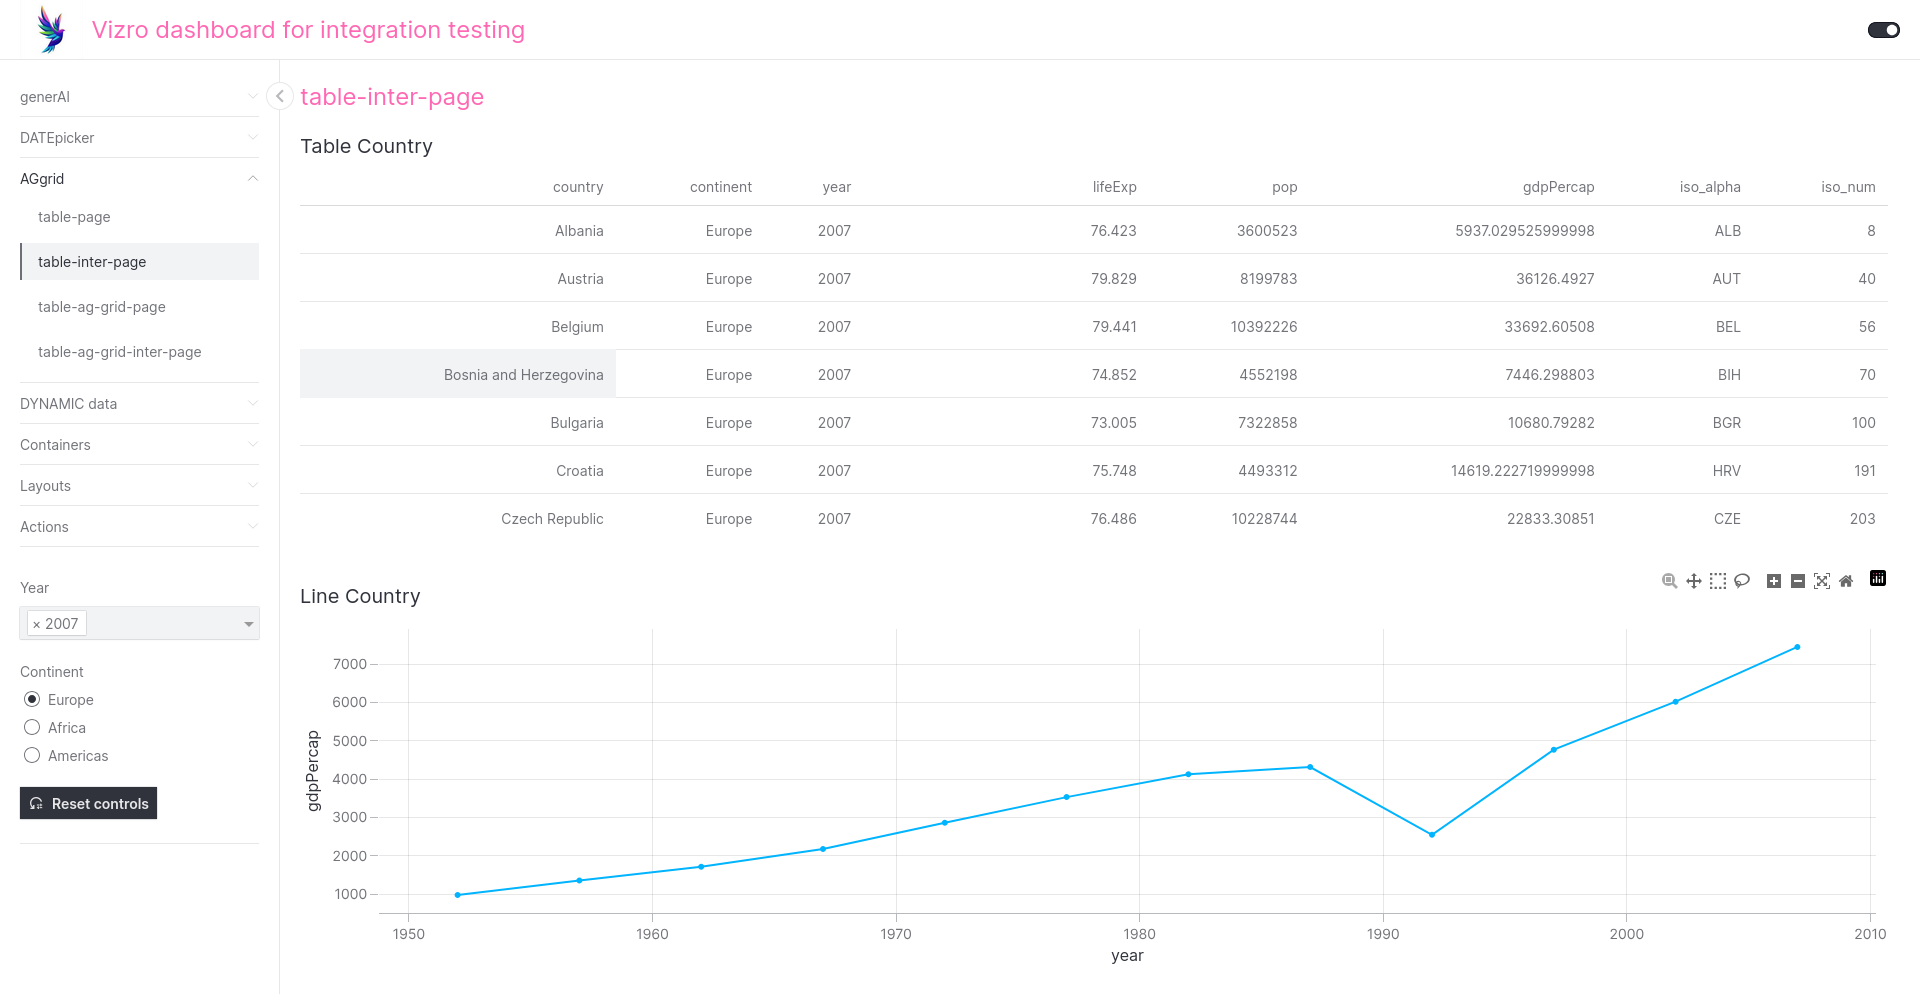 Vizro dashboard for integration testing
generAI
DATEpicker
AGgrid
table-page
table-inter-page
table-ag-grid-page
table-ag-grid-inter-page
DYNAMIC data
Containers
Layouts
Actions
Year
× 2007
Continent
Europe
Africa
Americas
Reset controls
table-inter-page
Table Country
country continent year lifeExp pop gdpPercap iso_alpha iso_num
Albania Europe 2007 76.423 3600523 5937.029525999998 ALB 8
Austria Europe 2007 79.829 8199783 36126.4927 AUT 40
Belgium Europe 2007 79.441 10392226 33692.60508 BEL 56
Bosnia and Herzegovina Europe 2007 74.852 4552198 7446.298803 BIH 70
Bulgaria Europe 2007 73.005 7322858 10680.79282 BGR 100
Croatia Europe 2007 75.748 4493312 14619.222719999998 HRV 191
Czech Republic Europe 2007 76.486 10228744 22833.30851 CZE 203
Line Country
gdpPercap
7000
6000
5000
4000
3000
2000
1000
1950 1960 1970 1980 1990 2000 2010
year